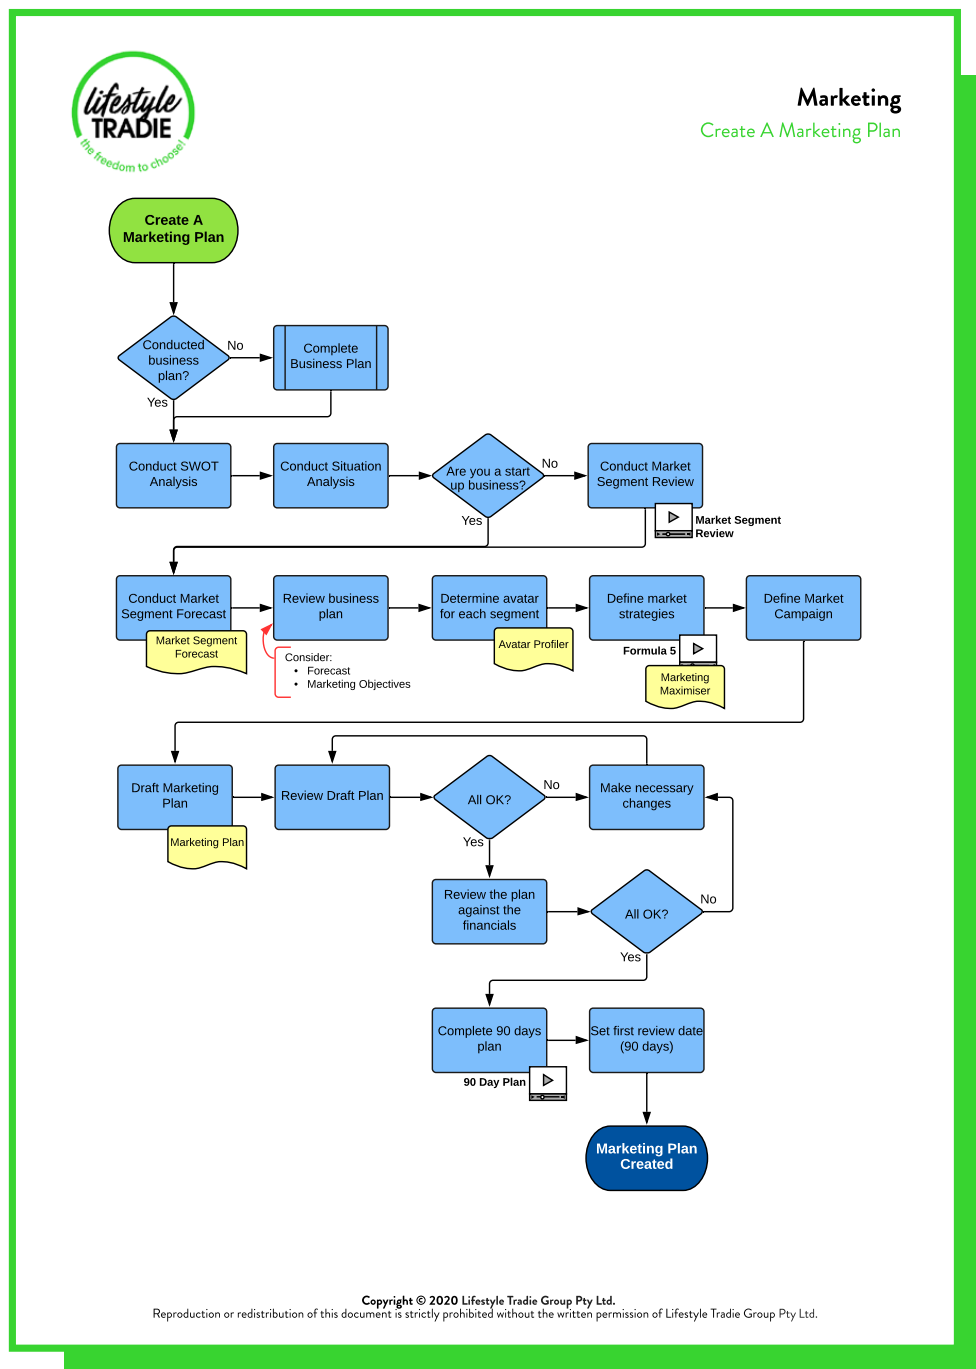 lifestyle
TRADIE
the freedom to choose!
Marketing
Create A Marketing Plan
Create A
Marketing Plan
Conducted
business
plan?
No
Complete
Business Plan
Yes
Conduct SWOT
Analysis
Conduct Situation
Analysis
Are you a start
up business?
No
Conduct Market
Segment Review
Yes
Market Segment
Review
Conduct Market
Segment Forecast
Review business
plan
Determine avatar
for each segment
Define market
strategies
Define Market
Campaign
Market Segment
Forecast
Consider:
• Forecast
• Marketing Objectives
Avatar Profiler
Formula 5
Marketing
Maximiser
Draft Marketing
Plan
Review Draft Plan
All OK?
No
Make necessary
changes
Marketing Plan
Yes
Review the plan
against the
financials
All OK?
No
Yes
Complete 90 days
plan
Set first review date
(90 days)
90 Day Plan
Marketing Plan
Created
Copyright © 2020 Lifestyle Tradie Group Pty Ltd.
Reproduction or redistribution of this document is strictly prohibited without the written permission of Lifestyle Tradie Group Pty Ltd.